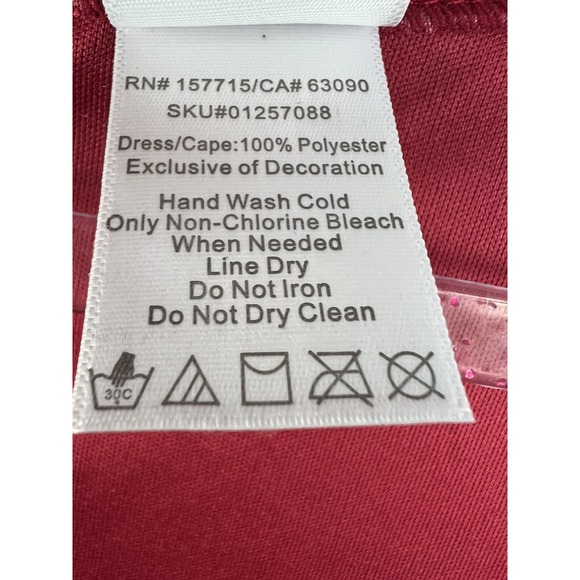 RN# 157715/CA# 63090
SKU#01257088
Dress/Cape:100% Polyester
Exclusive of Decoration
Hand Wash Cold
Only Non-Chlorine Bleach
When Needed
Line Dry
Do Not Iron
Do Not Dry Clean
30C